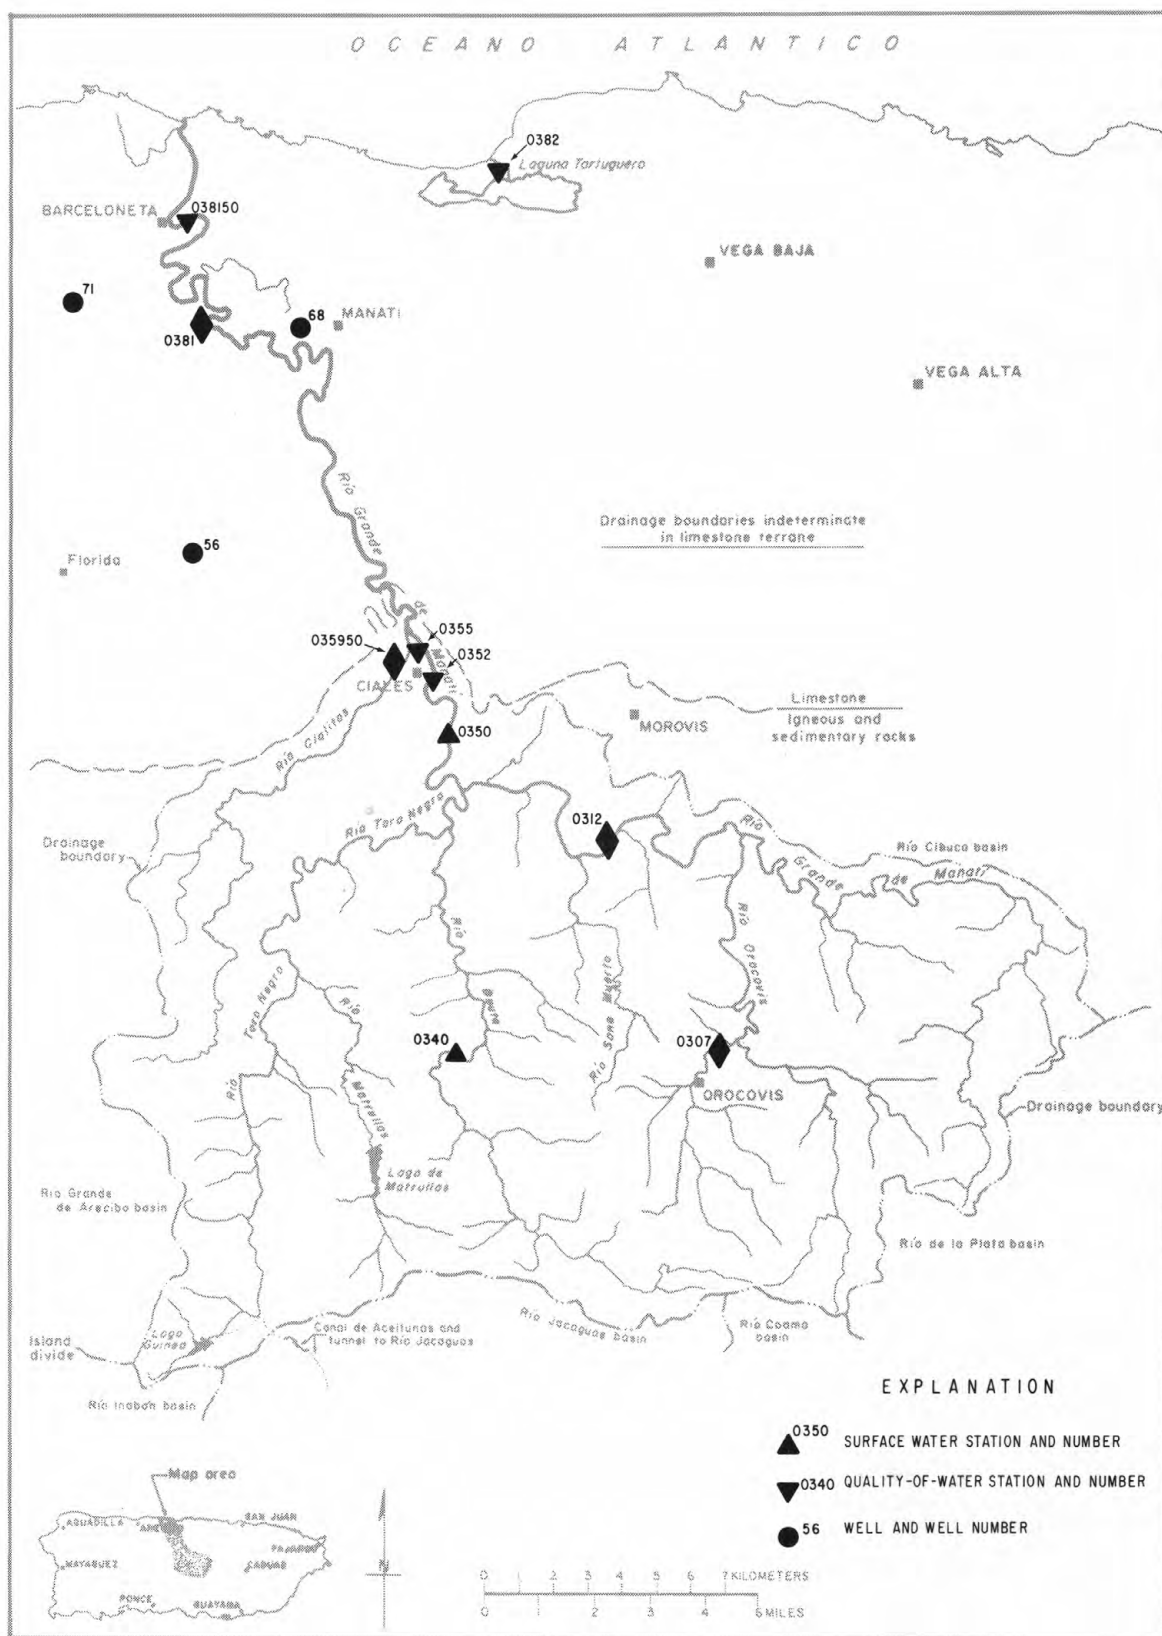 OCEANO ATLANTICO
0382
Laguna Tortuguero
BARCELONETA
038150
VEGA BAJA
71
68
MANATI
0381
VEGA ALTA
Río Grande de Manatí
Drainage boundaries indeterminate
in limestone terrane
56
Florida
0355
035950
0352
CIALES
Limestone
Igneous and
sedimentary rocks
MOROVIS
Río Cialitos
0350
Río Toro Negro
0312
Drainage
boundary
Río Cibuco basin
Río Grande de Manatí
Río Orocovis
Río
Toro Negro
Río
Río Sana Muerto
0340
0307
OROCOVIS
Río
Matrullas
Drainage boundary
Lago de
Matrullas
Río Grande
de Arecibo basin
Río de la Plata basin
Río Jacaguas basin
Río Coamo
basin
Canal de Aceitunas and
tunnel to Río Jacaguas
Lago
Guineo
Island
divide
Río Inabón basin
EXPLANATION
0350 SURFACE WATER STATION AND NUMBER
0340 QUALITY-OF-WATER STATION AND NUMBER
56 WELL AND WELL NUMBER
Map area
AGUADILLA
ARE
SAN JUAN
FAJARDO
MAYAGUEZ
CAGUAS
PONCE
GUAYAMA
N
0 1 2 3 4 5 6 7 KILOMETERS
0 1 2 4 6 MILES